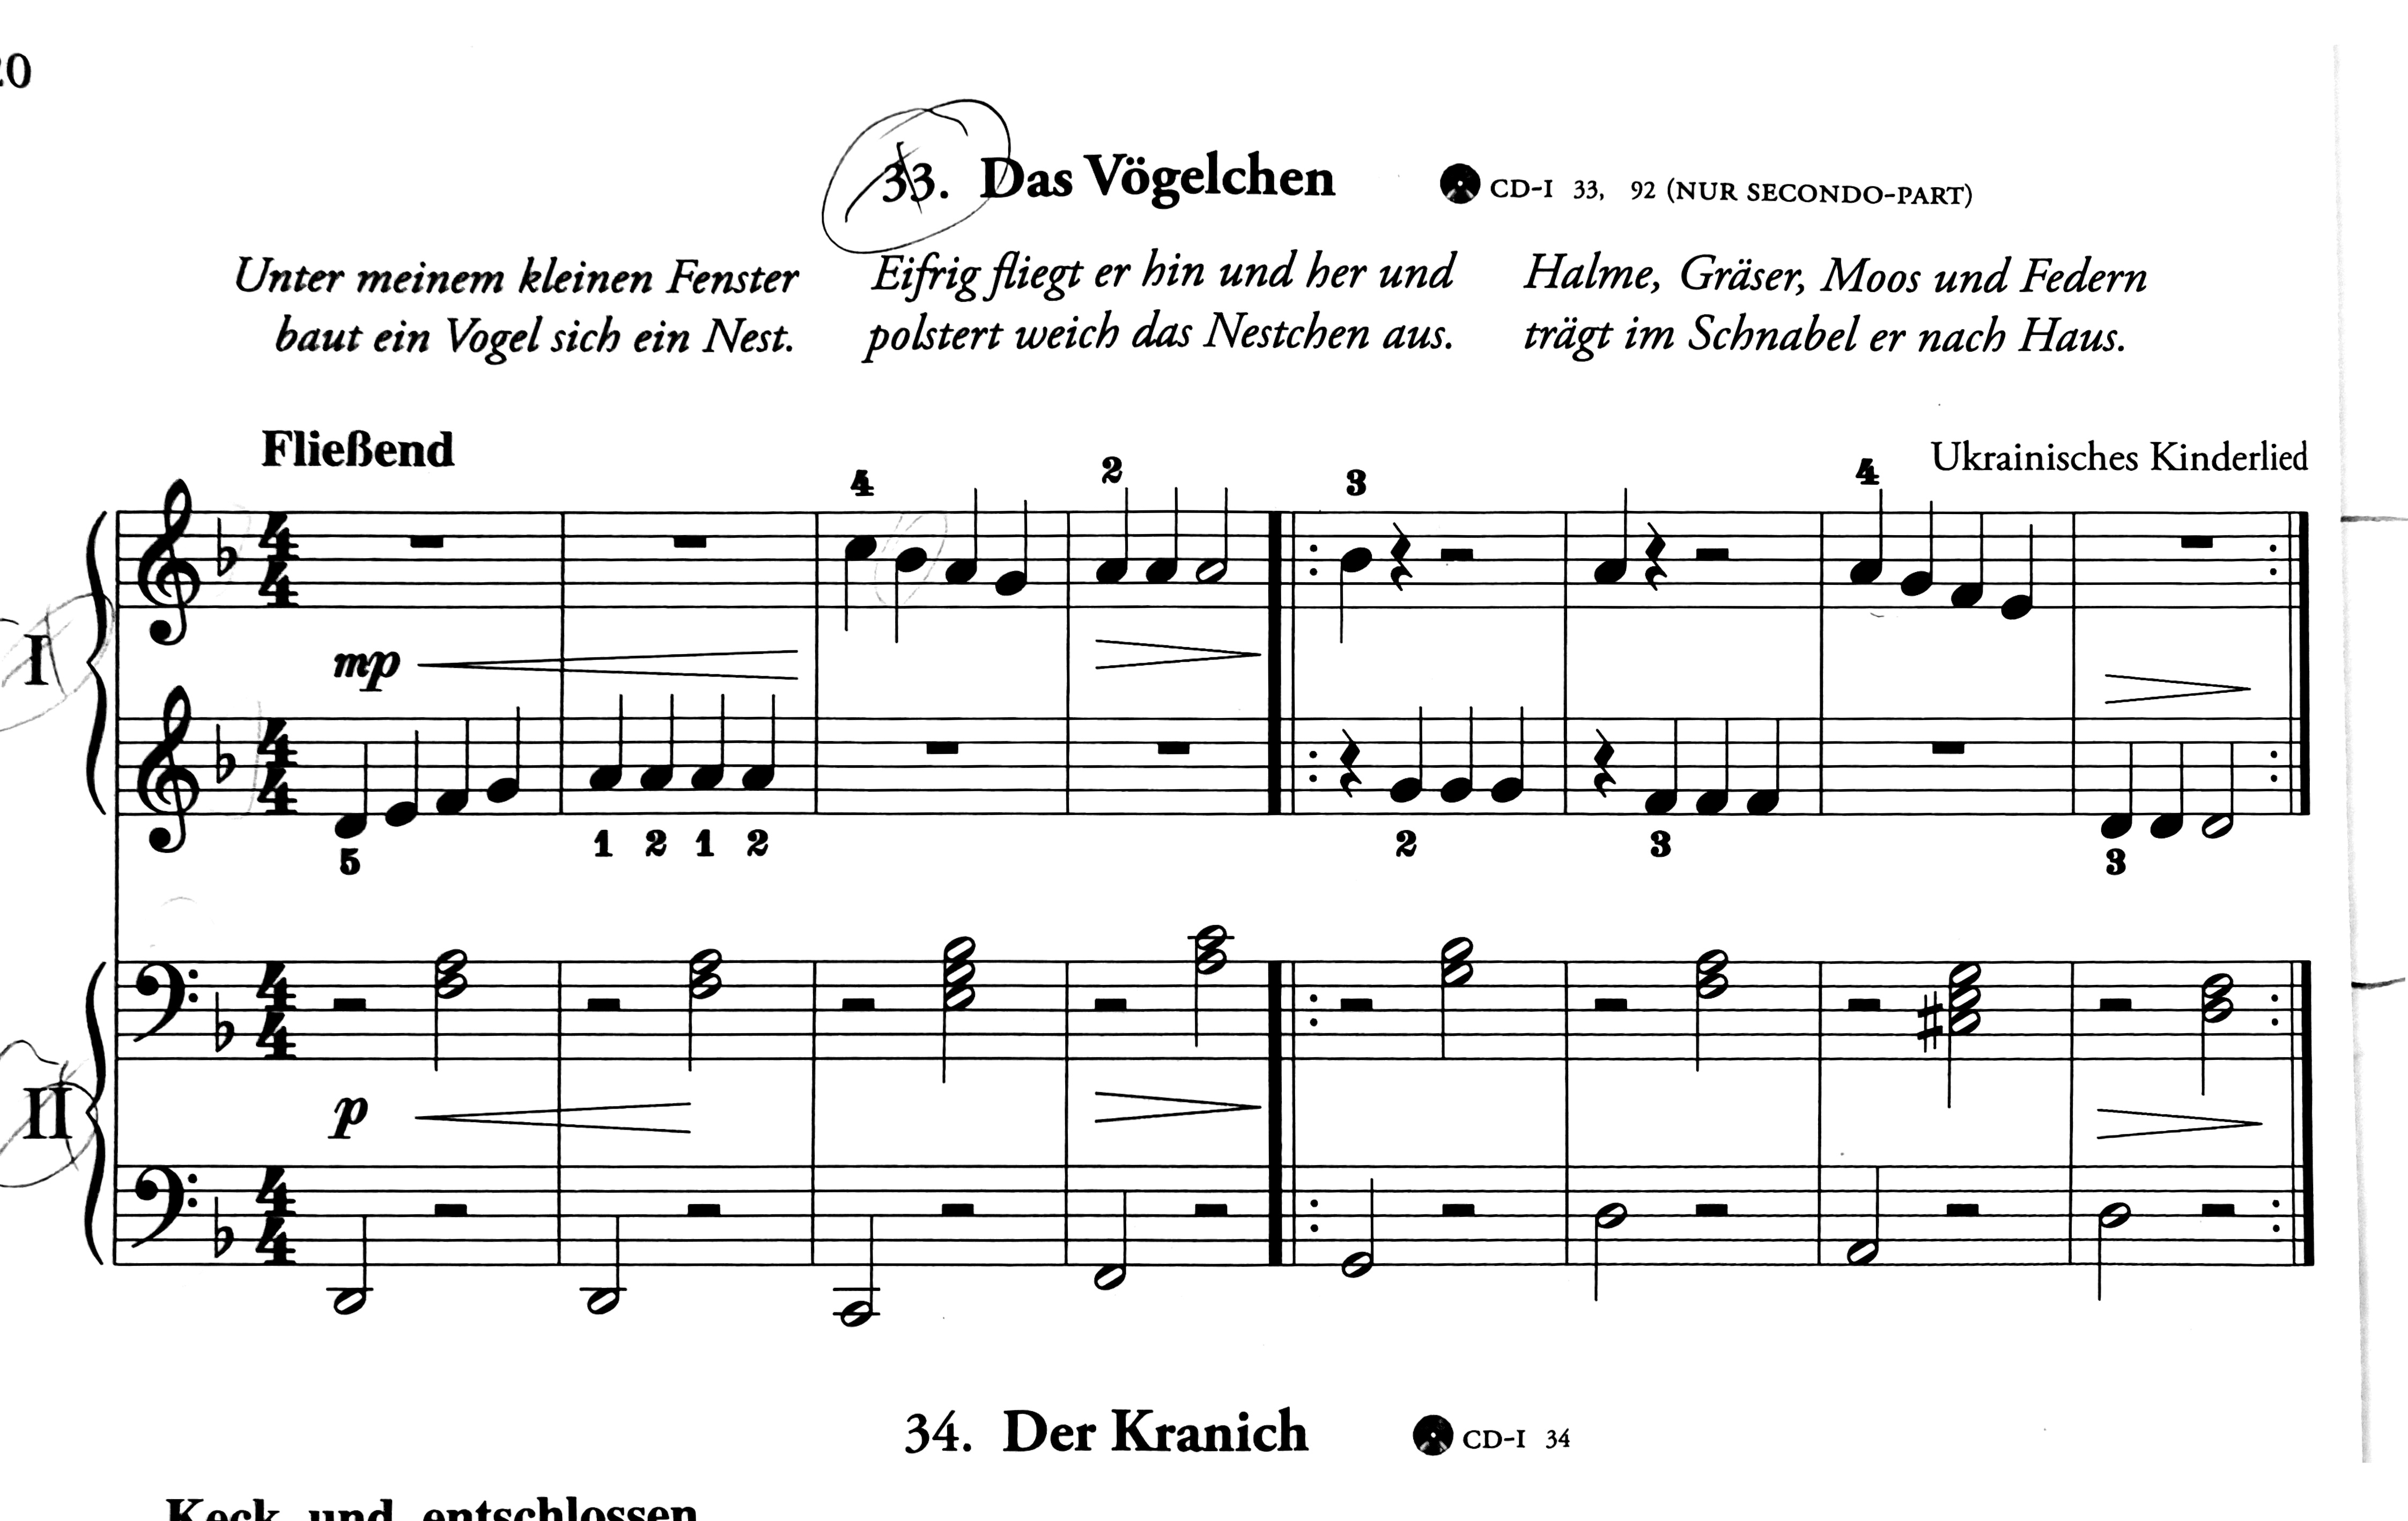 20
33. Das Vögelchen CD-I 33, 92 (NUR SECONDO-PART)
Unter meinem kleinen Fenster
baut ein Vogel sich ein Nest.
Eifrig fliegt er hin und her und
polstert weich das Nestchen aus.
Halme, Gräser, Moos und Federn
trägt im Schnabel er nach Haus.
Fließend
Ukrainisches Kinderlied
4 2 3 4
I
mp
5 1 2 1 2 2 3 3
II
p
34. Der Kranich CD-I 34
Keck und entschlossen